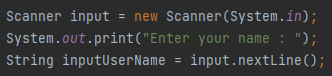 Scanner input = new Scanner(System.in);
System.out.print("Enter your name : ");
String inputUserName = input.nextLine();